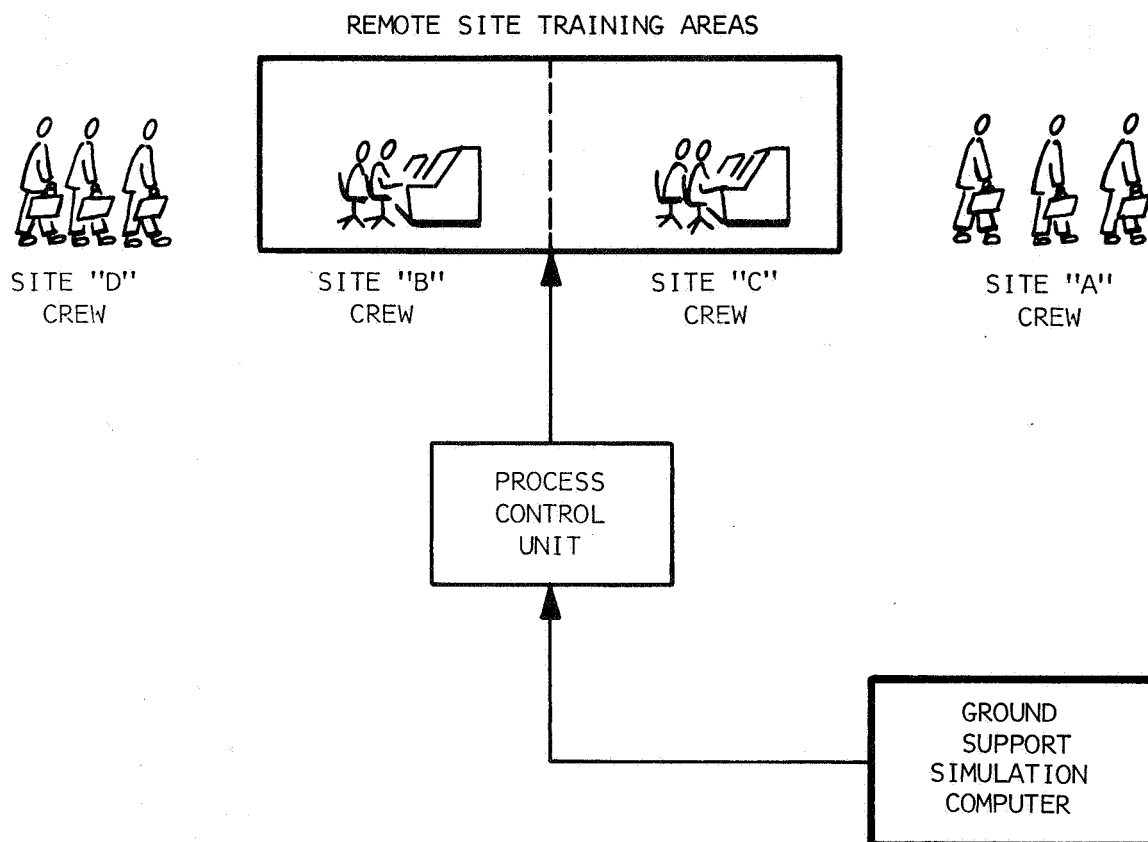 REMOTE SITE TRAINING AREAS
SITE "D"
CREW
SITE "B"
CREW
SITE "C"
CREW
SITE "A"
CREW
PROCESS
CONTROL
UNIT
GROUND
SUPPORT
SIMULATION
COMPUTER